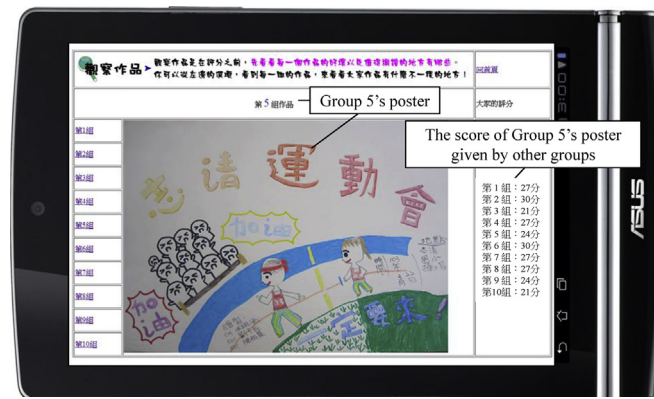 觀察作品
觀察作品是在評分之前,先看看每一個作品的好壞以及值得讚賞的地方有哪些。
你可以從左邊的選單,看到每一組的作品,來看看大家作品有什麼不一樣的地方!
回首頁
第 5 組作品
Group 5's poster
大家的評分
The score of Group 5's poster
given by other groups
第1組
第2組
第3組
第4組
第5組
第6組
第7組
第8組
第9組
第10組
志清運動會
加油
加油
一定要來!
第 1 組:27分
第 2 組:30分
第 3 組:21分
第 4 組:27分
第 5 組:24分
第 6 組:30分
第 7 組:27分
第 8 組:27分
第 9 組:24分
第10組:21分
ASUS